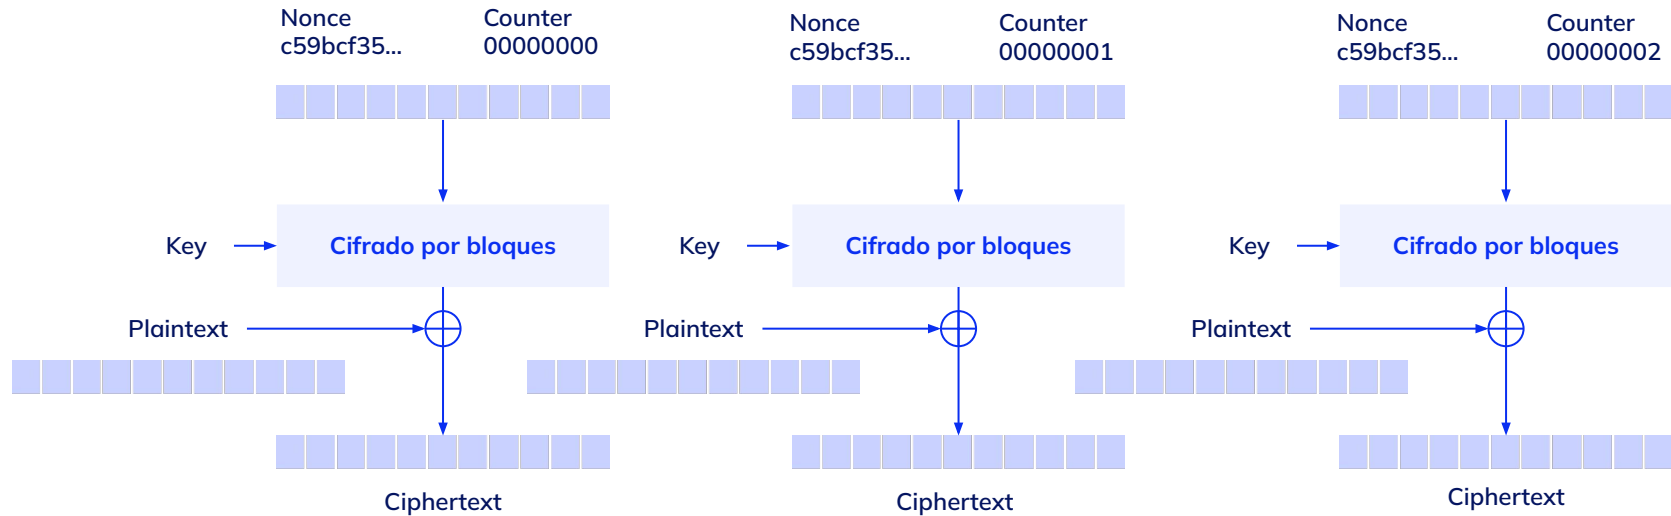 Nonce
c59bcf35...
Counter
00000000
Nonce
c59bcf35...
Counter
00000001
Nonce
c59bcf35...
Counter
00000002
Key
Cifrado por bloques
Key
Cifrado por bloques
Key
Cifrado por bloques
Plaintext
Plaintext
Plaintext
Ciphertext
Ciphertext
Ciphertext